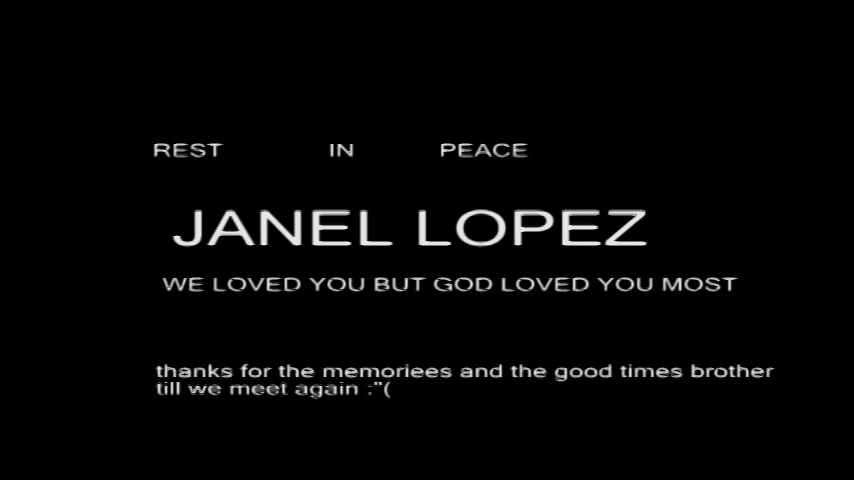 REST IN PEACE
JANEL LOPEZ
WE LOVED YOU BUT GOD LOVED YOU MOST
thanks for the memoriees and the good times brother
till we meet again :"(